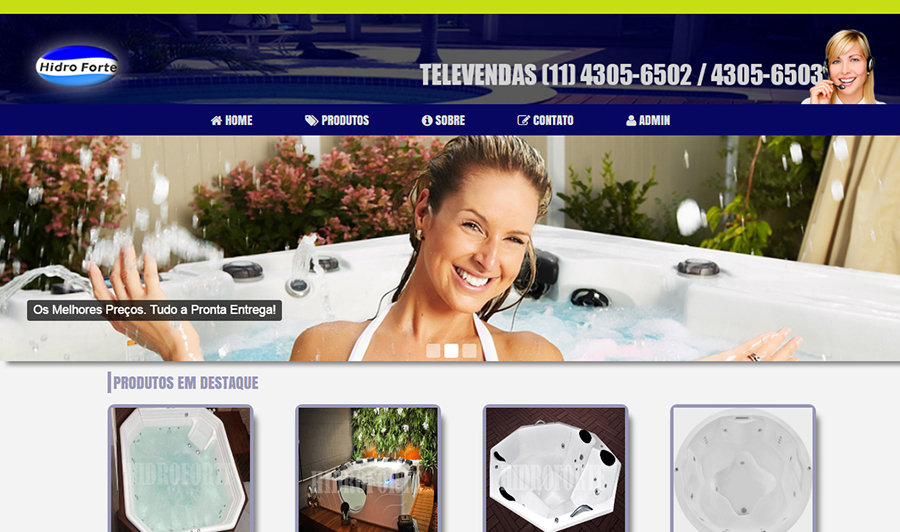 Hidro Forte
TELEVENDAS (11) 4305-6502 / 4305-6503
HOME PRODUTOS SOBRE CONTATO ADMIN
Os Melhores Preços. Tudo a Pronta Entrega!
PRODUTOS EM DESTAQUE
HIDROFORTE HIDROFORTE HIDROFORTE